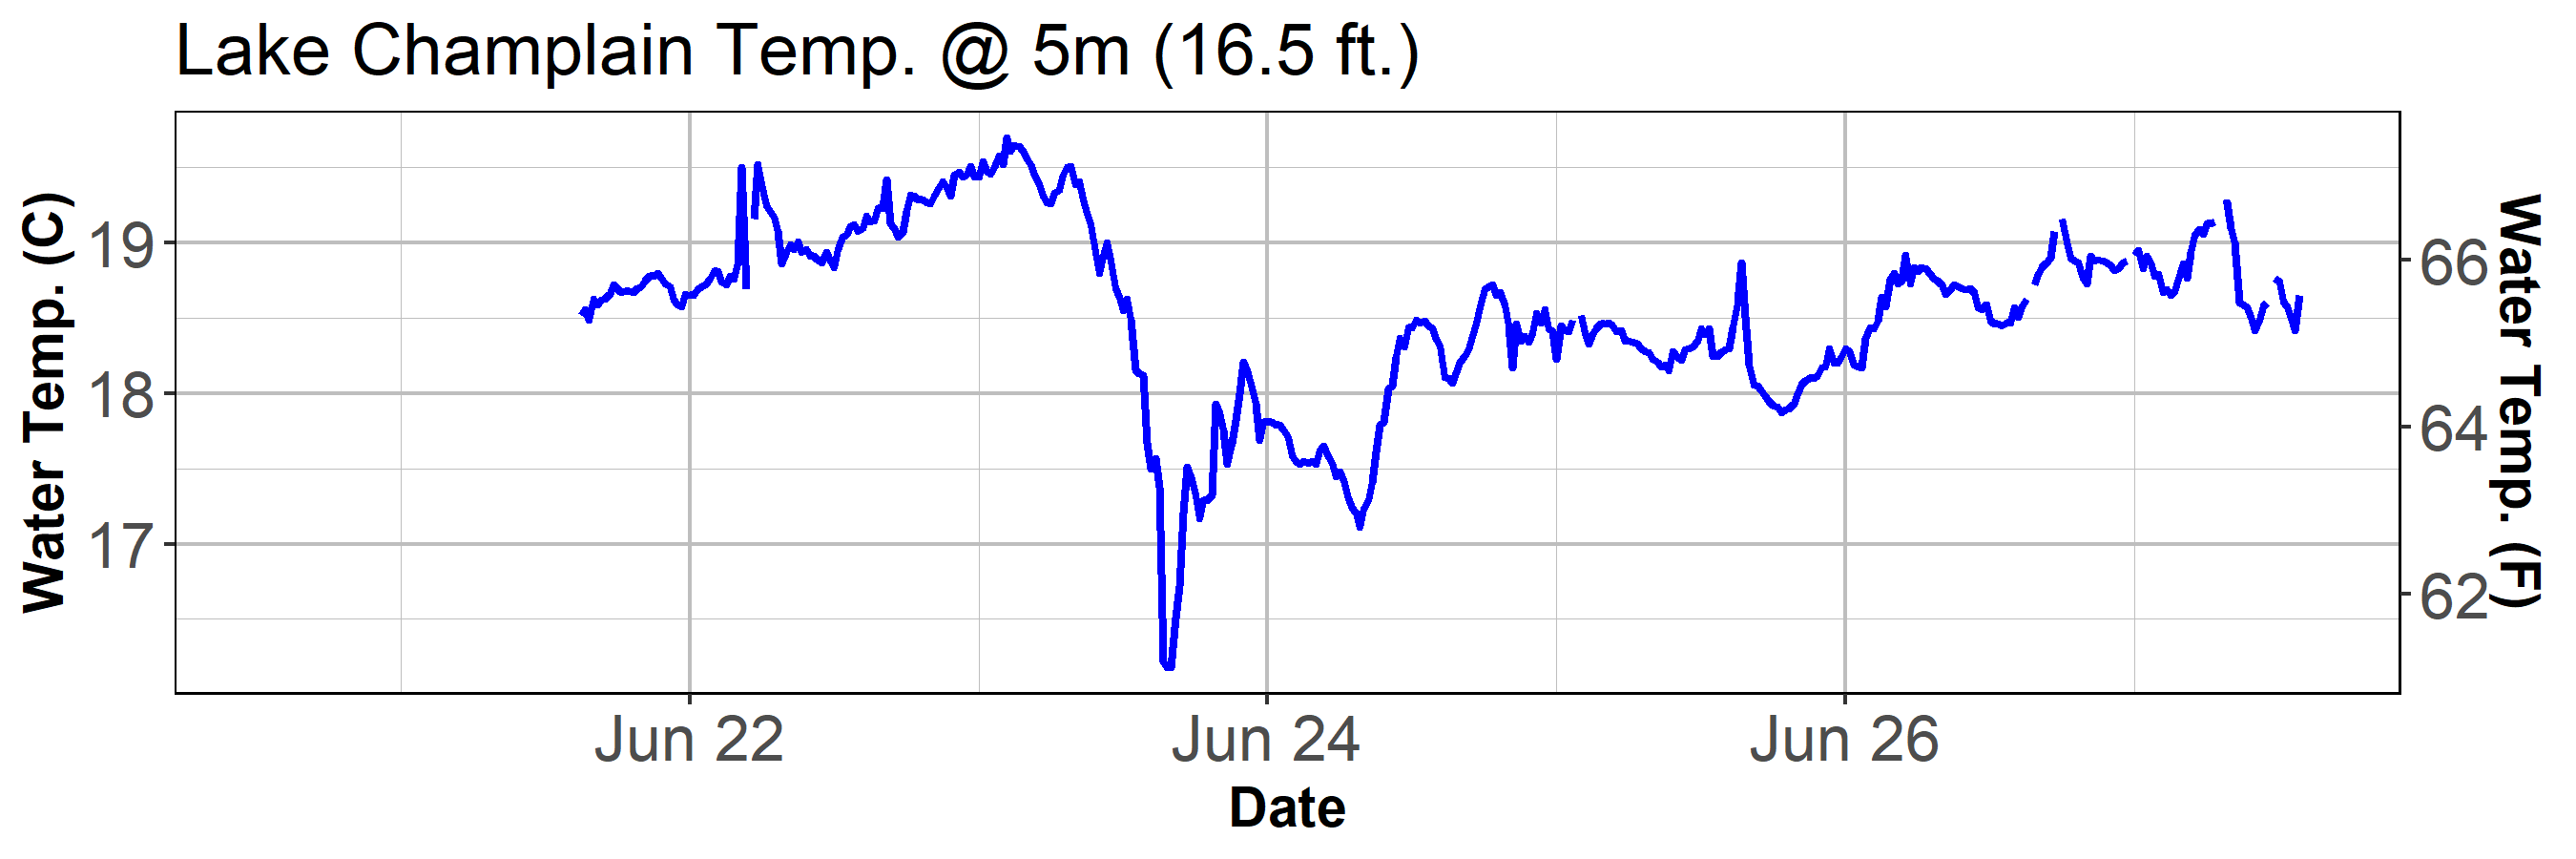 Lake Champlain Temp. @ 5m (16.5 ft.)
Water Temp. (C)
19
18
17
66
64
62
Water Temp. (F)
Jun 22
Jun 24
Jun 26
Date